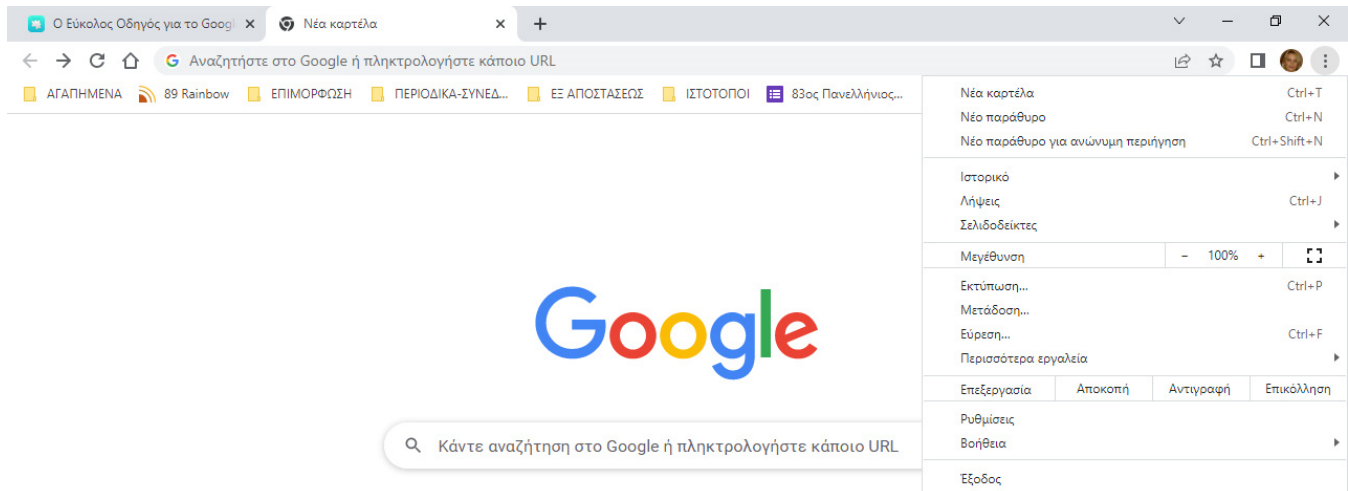 Ο Εύκολος Οδηγός για το Googl
Νέα καρτέλα
Αναζητήστε στο Google ή πληκτρολογήστε κάποιο URL
ΑΓΑΠΗΜΕΝΑ 89 Rainbow ΕΠΙΜΟΡΦΩΣΗ ΠΕΡΙΟΔΙΚΑ-ΣΥΝΕΔ... ΕΞ ΑΠΟΣΤΑΣΕΩΣ ΙΣΤΟΤΟΠΟΙ 83ος Πανελλήνιος...
Νέα καρτέλα Ctrl+T
Νέο παράθυρο Ctrl+N
Νέο παράθυρο για ανώνυμη περιήγηση Ctrl+Shift+N
Ιστορικό
Λήψεις Ctrl+J
Σελιδοδείκτες
Μεγέθυνση - 100% +
Εκτύπωση... Ctrl+P
Μετάδοση...
Εύρεση... Ctrl+F
Περισσότερα εργαλεία
Επεξεργασία Αποκοπή Αντιγραφή Επικόλληση
Ρυθμίσεις
Βοήθεια
Έξοδος
Google
Κάντε αναζήτηση στο Google ή πληκτρολογήστε κάποιο URL